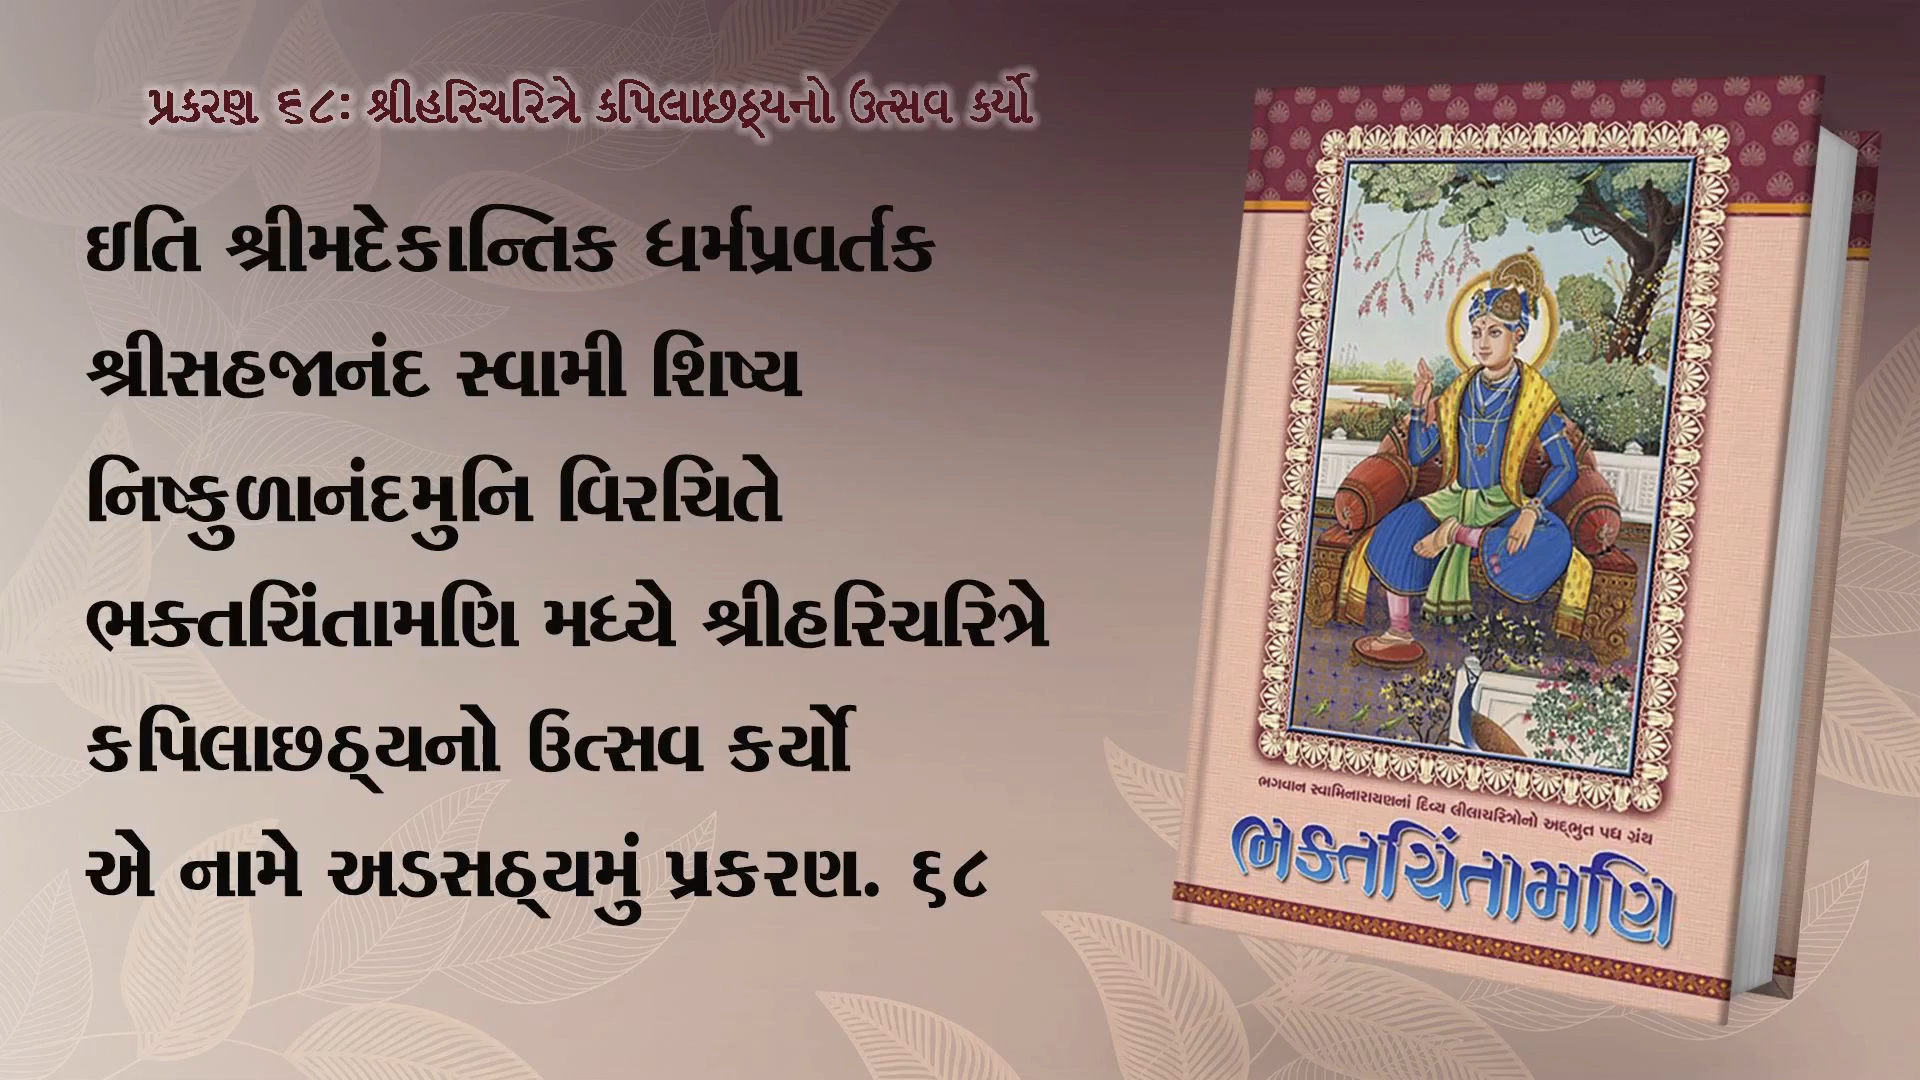 પ્રકરણ ૬૮ઃ શ્રીહરિચરિત્રે કપિલાછઠ્યનો ઉત્સવ કર્યો
ઇતિ શ્રીમદેકાન્તિક ધર્મપ્રવર્તક
શ્રીસહજાનંદ સ્વામી શિષ્ય
નિષ્કુળાનંદમુનિ વિરચિતે
ભક્તચિંતામણિ મધ્યે શ્રીહરિચરિત્રે
કપિલાછઠ્યનો ઉત્સવ કર્યો
એ નામે અડસઠ્યમું પ્રકરણ. ૬૮
ભગવાન સ્વામિનારાયણનાં દિવ્ય લીલાચરિત્રોનો અદ્ભુત પદ્ય ગ્રંથ
ભક્તચિંતામણિ